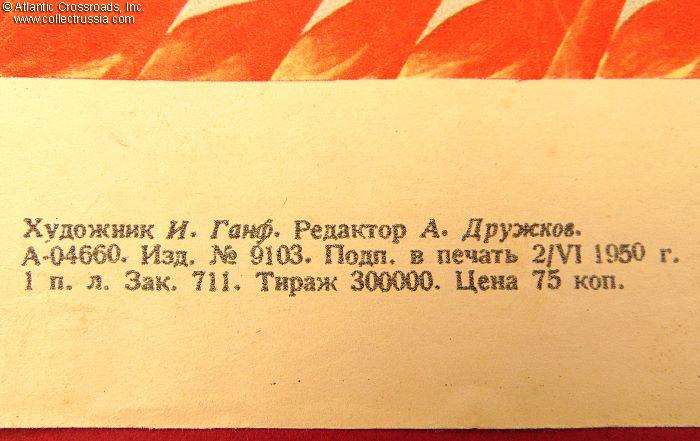 © Atlantic Crossroads, Inc.
www.collectrussia.com
Художник И. Ганф. Редактор А. Дружков.
А-04660. Изд. № 9103. Подп. в печать 2/VI 1950 г.
1 п. л. Зак. 711. Тираж 300000. Цена 75 коп.